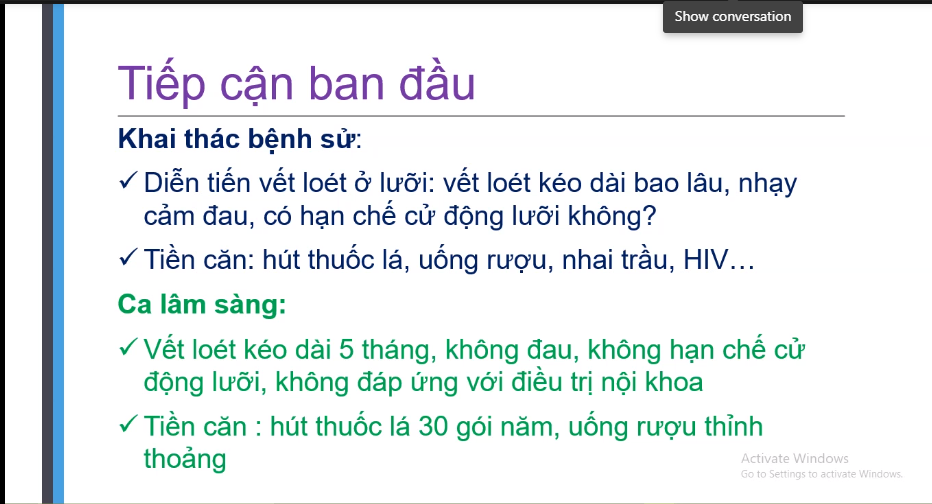 Show conversation
Tiếp cận ban đầu
Khai thác bệnh sử:
✓ Diễn tiến vết loét ở lưỡi: vết loét kéo dài bao lâu, nhạy
cảm đau, có hạn chế cử động lưỡi không?
✓ Tiền căn: hút thuốc lá, uống rượu, nhai trầu, HIV...
Ca lâm sàng:
✓ Vết loét kéo dài 5 tháng, không đau, không hạn chế cử
động lưỡi, không đáp ứng với điều trị nội khoa
✓ Tiền căn : hút thuốc lá 30 gói năm, uống rượu thỉnh
thoảng
Activate Windows
Go to Settings to activate Windows.